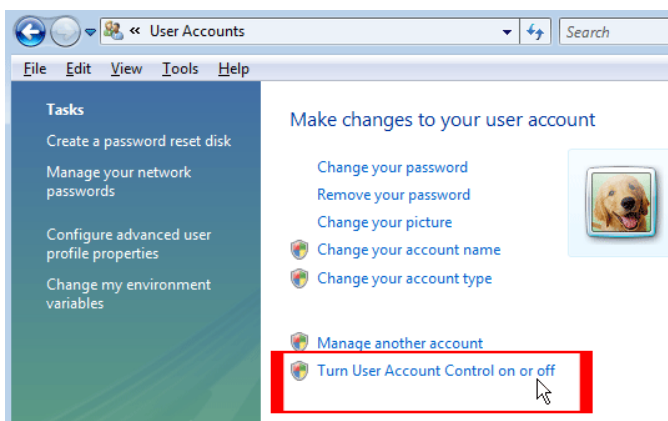 « User Accounts
Search
File Edit View Tools Help
Tasks
Create a password reset disk
Manage your network
passwords
Configure advanced user
profile properties
Change my environment
variables
Make changes to your user account
Change your password
Remove your password
Change your picture
Change your account name
Change your account type
Manage another account
Turn User Account Control on or off